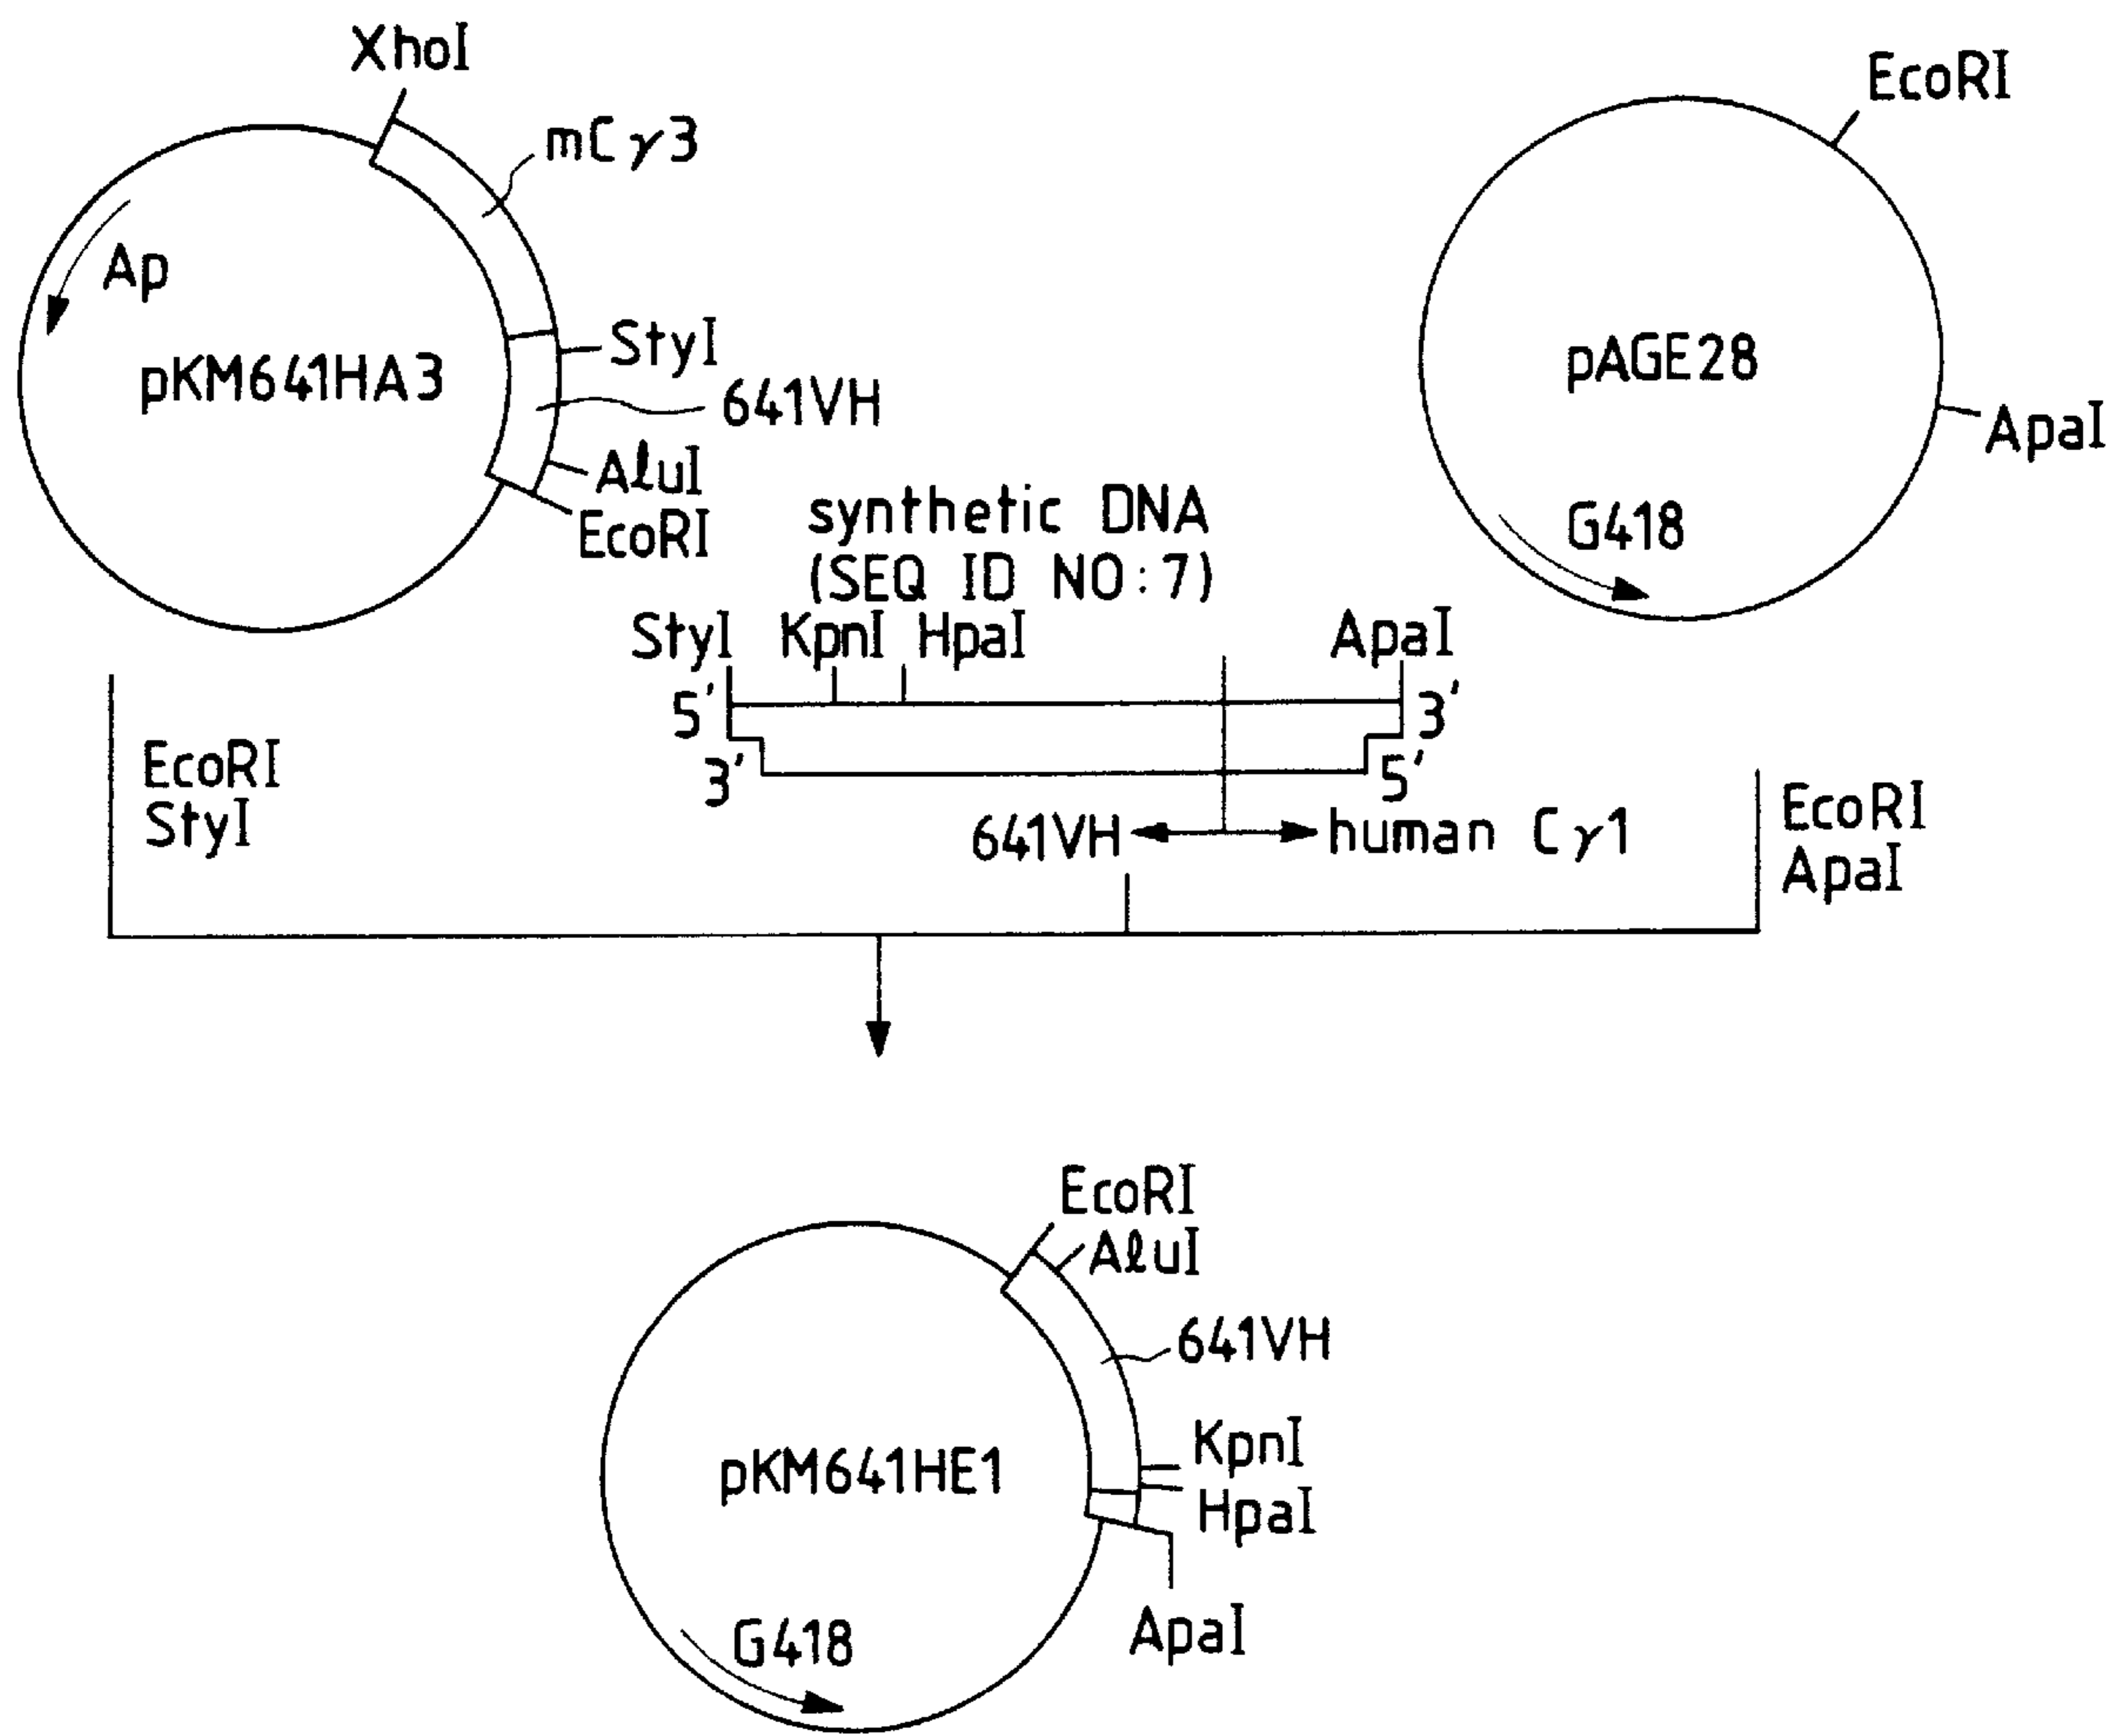 XhoI
mCγ3
Ap
pKM641HA3
StyI
641VH
AluI
EcoRI
EcoRI
pAGE28
ApaI
G418
synthetic DNA
(SEQ ID NO:7)
StyI KpnI HpaI ApaI
5' 3'
3' 5'
641VH human Cγ1
EcoRI
StyI
EcoRI
ApaI
EcoRI
AluI
641VH
pKM641HE1
KpnI
HpaI
ApaI
G418